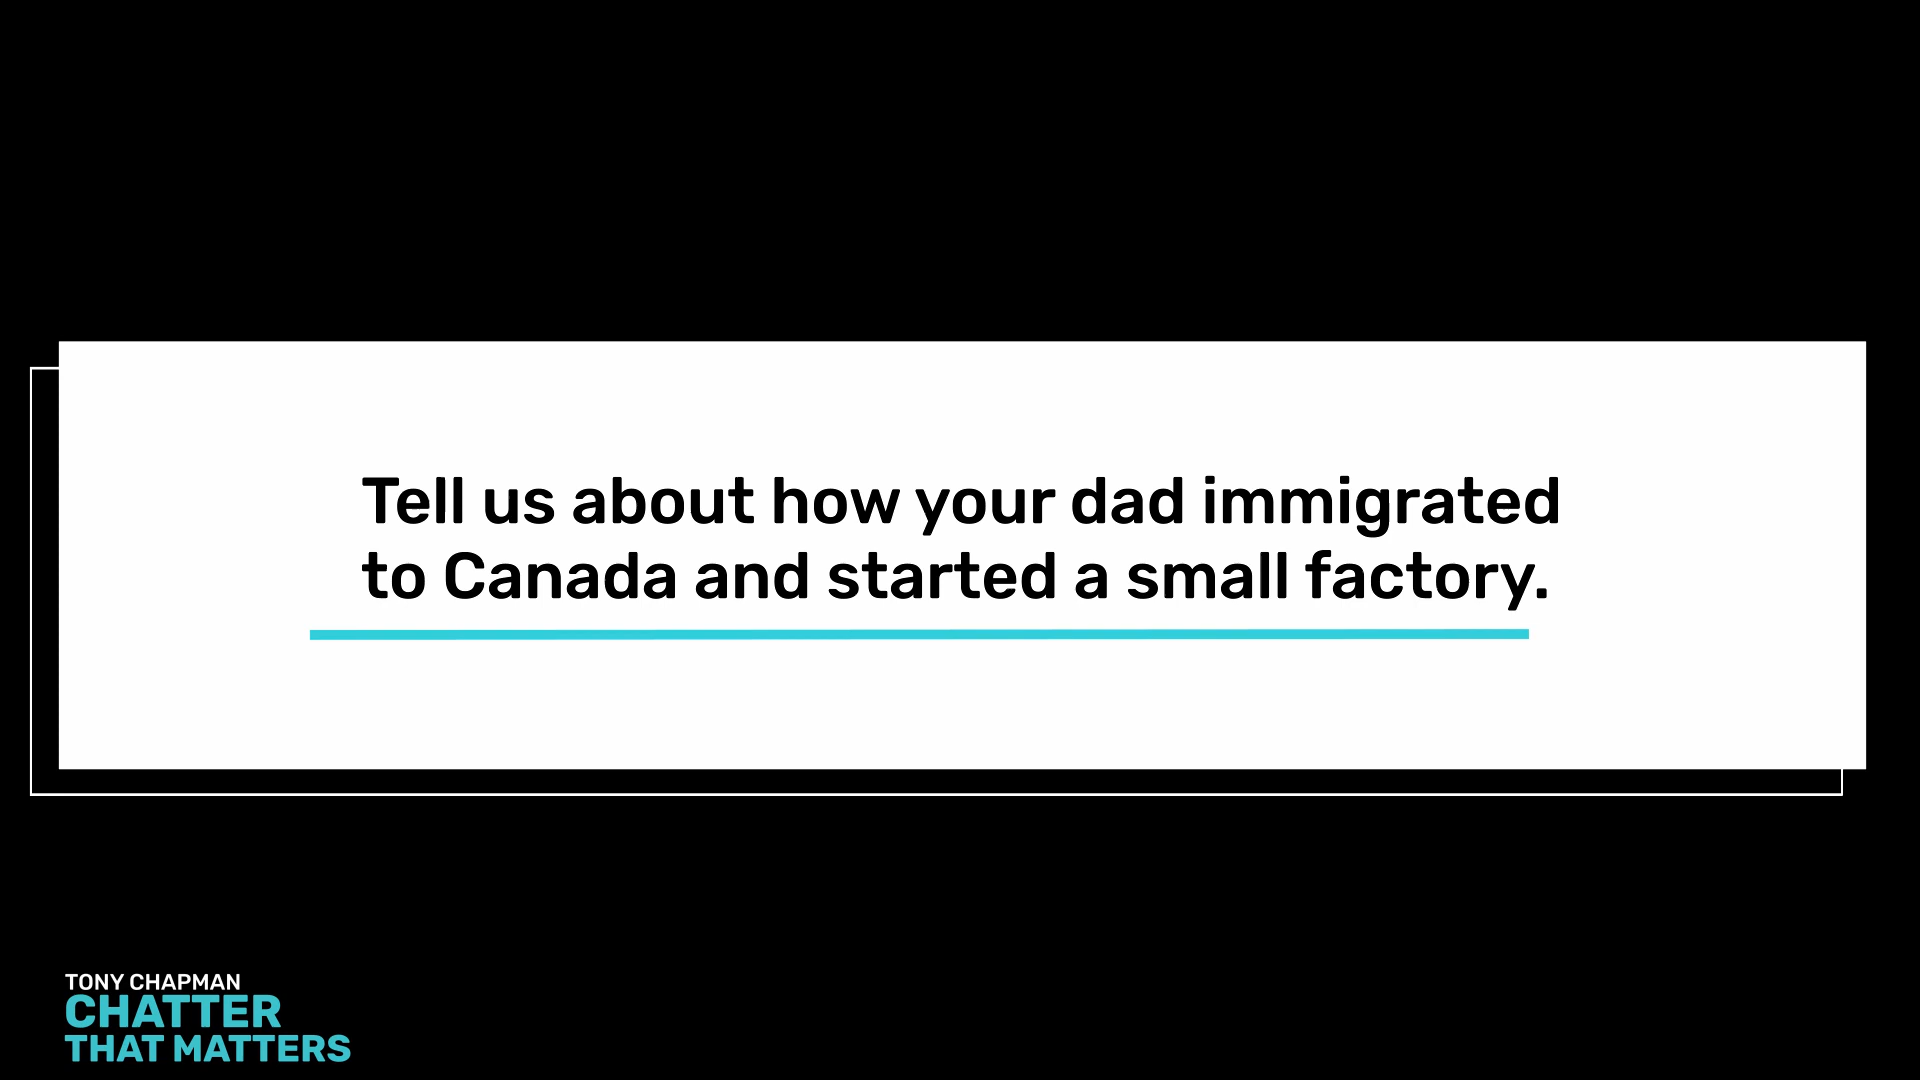 Tell us about how your dad immigrated
to Canada and started a small factory.
TONY CHAPMAN
CHATTER
THAT MATTERS